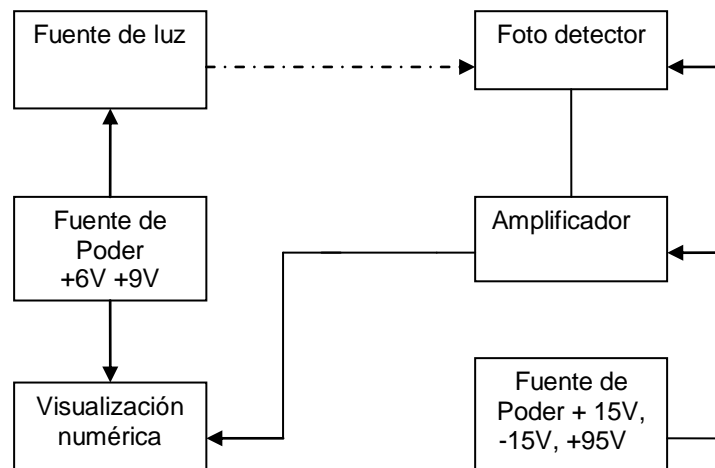 Fuente de luz
Foto detector
Fuente de
Poder
+6V +9V
Amplificador
Visualización
numérica
Fuente de
Poder + 15V,
-15V, +95V